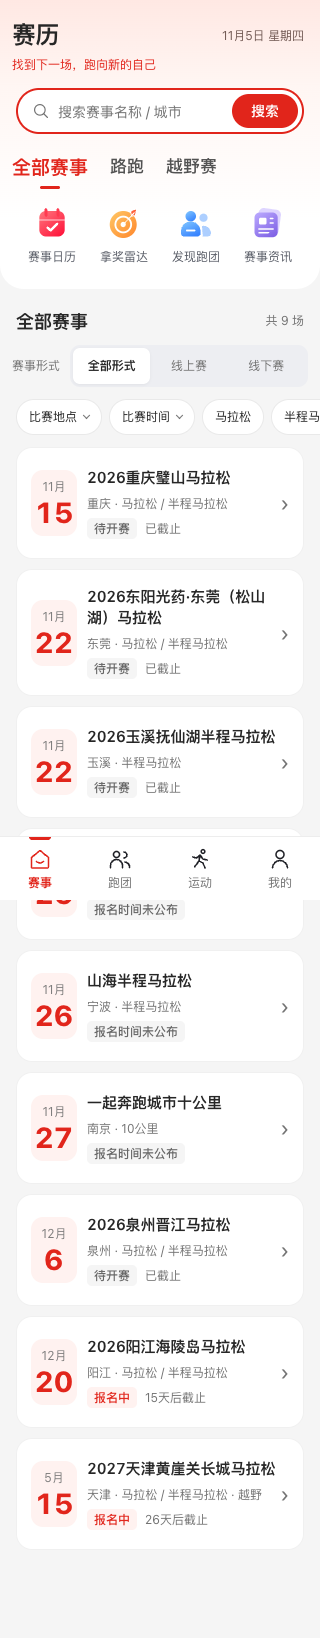 赛历
11月5日 星期四
找到下一场，跑向新的自己
搜索赛事名称 / 城市
搜索
全部赛事 路跑 越野赛
赛事日历 拿奖雷达 发现跑团 赛事资讯
全部赛事
共 9 场
赛事形式 全部形式 线上赛 线下赛
比赛地点 比赛时间 马拉松 半程马
11月
15
2026重庆璧山马拉松
重庆 · 马拉松 / 半程马拉松
待开赛 已截止
11月
22
2026东阳光药·东莞（松山
湖）马拉松
东莞 · 马拉松 / 半程马拉松
待开赛 已截止
11月
22
2026玉溪抚仙湖半程马拉松
玉溪 · 半程马拉松
待开赛 已截止
赛事 跑团 运动 我的
报名时间未公布
11月
26
山海半程马拉松
宁波 · 半程马拉松
报名时间未公布
11月
27
一起奔跑城市十公里
南京 · 10公里
报名时间未公布
12月
6
2026泉州晋江马拉松
泉州 · 马拉松 / 半程马拉松
待开赛 已截止
12月
20
2026阳江海陵岛马拉松
阳江 · 马拉松 / 半程马拉松
报名中 15天后截止
5月
15
2027天津黄崖关长城马拉松
天津 · 马拉松 / 半程马拉松 · 越野
报名中 26天后截止